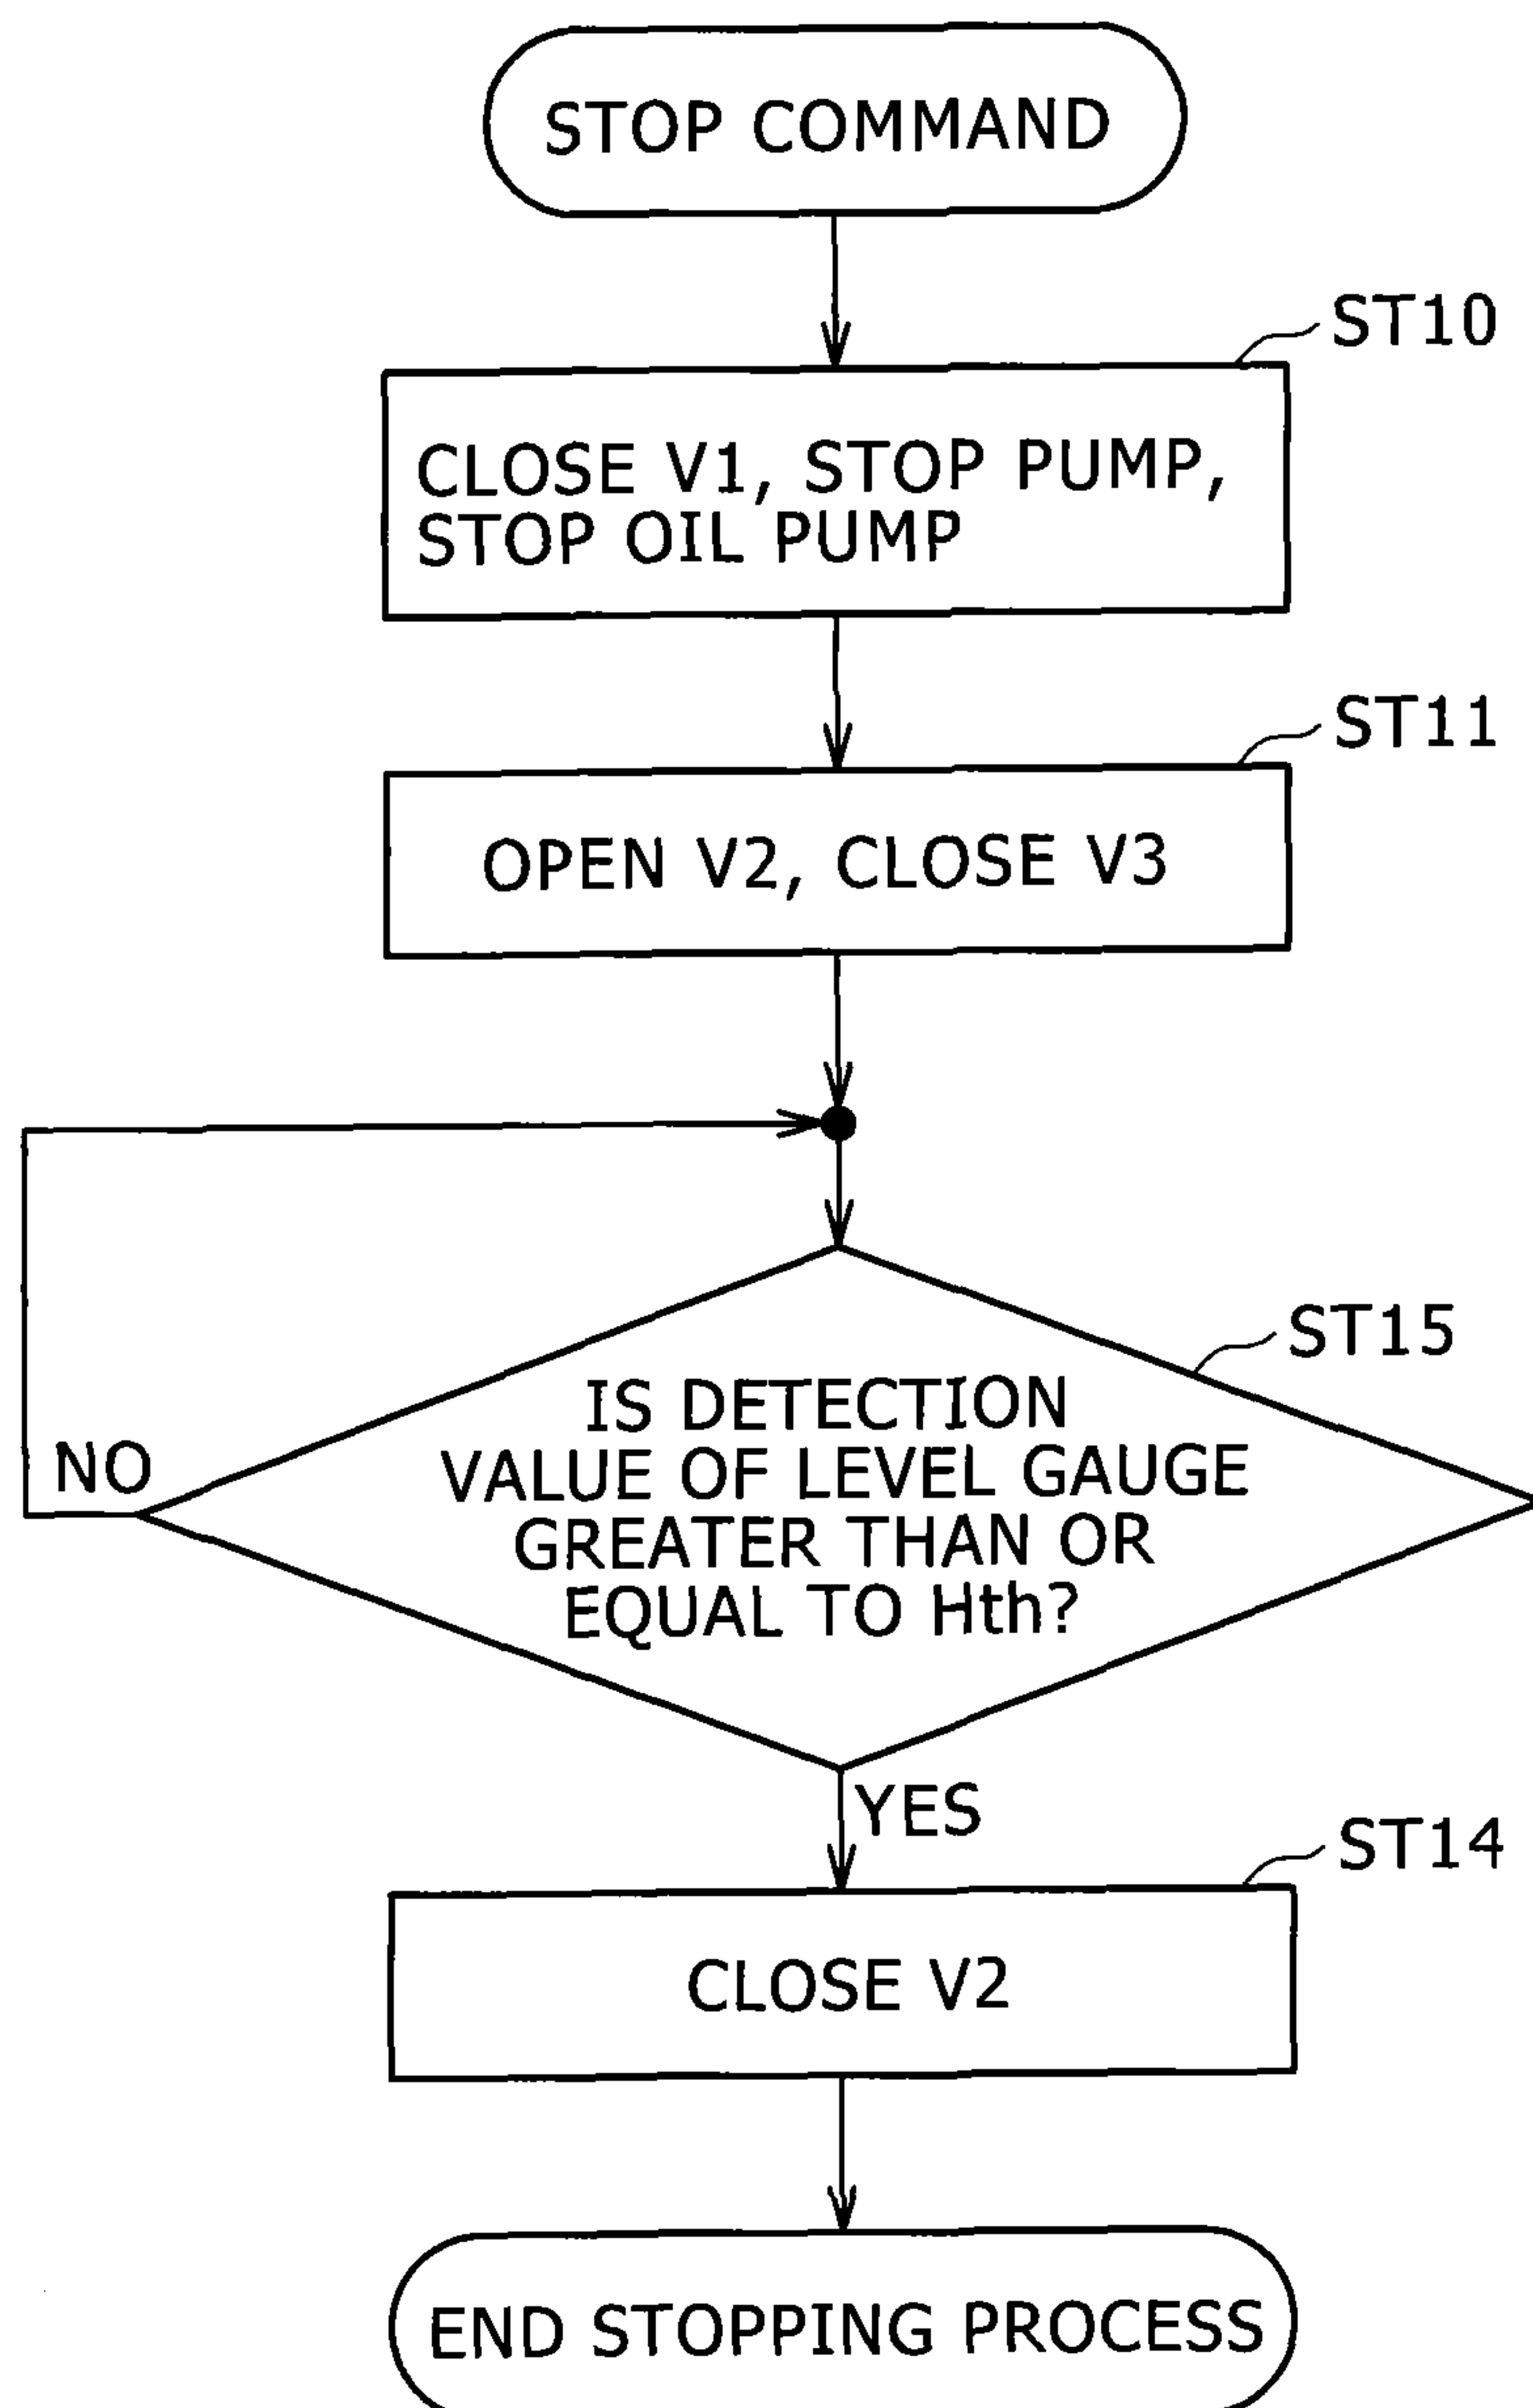 STOP COMMAND
ST10
CLOSE V1, STOP PUMP,
STOP OIL PUMP
ST11
OPEN V2, CLOSE V3
ST15
IS DETECTION
VALUE OF LEVEL GAUGE
GREATER THAN OR
EQUAL TO Hth?
NO
YES
ST14
CLOSE V2
END STOPPING PROCESS